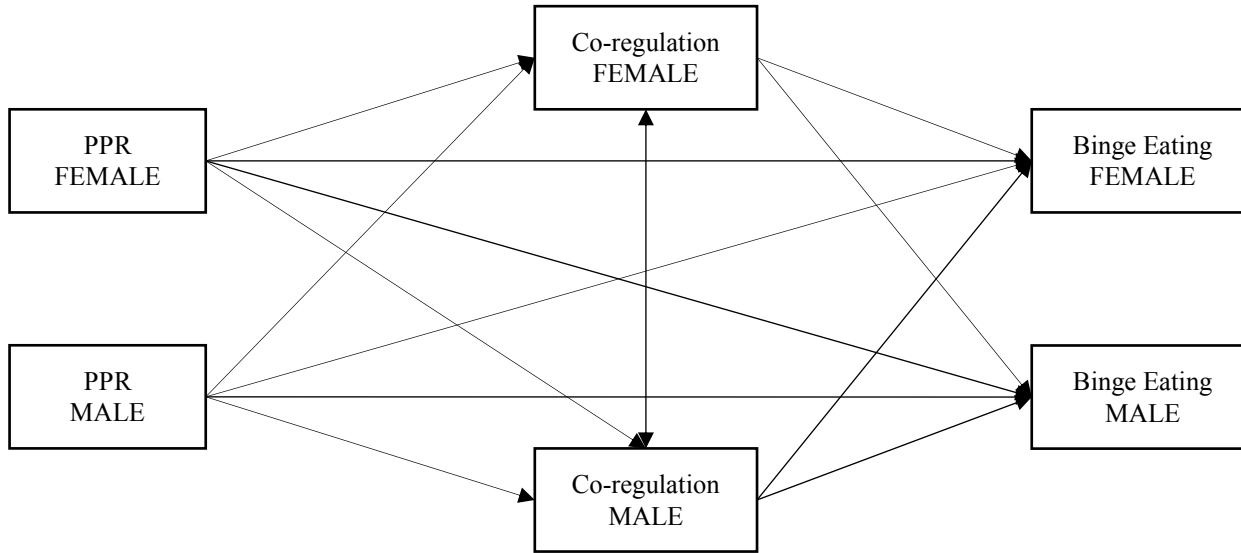 Co-regulation
FEMALE
PPR
FEMALE
Binge Eating
FEMALE
PPR
MALE
Binge Eating
MALE
Co-regulation
MALE